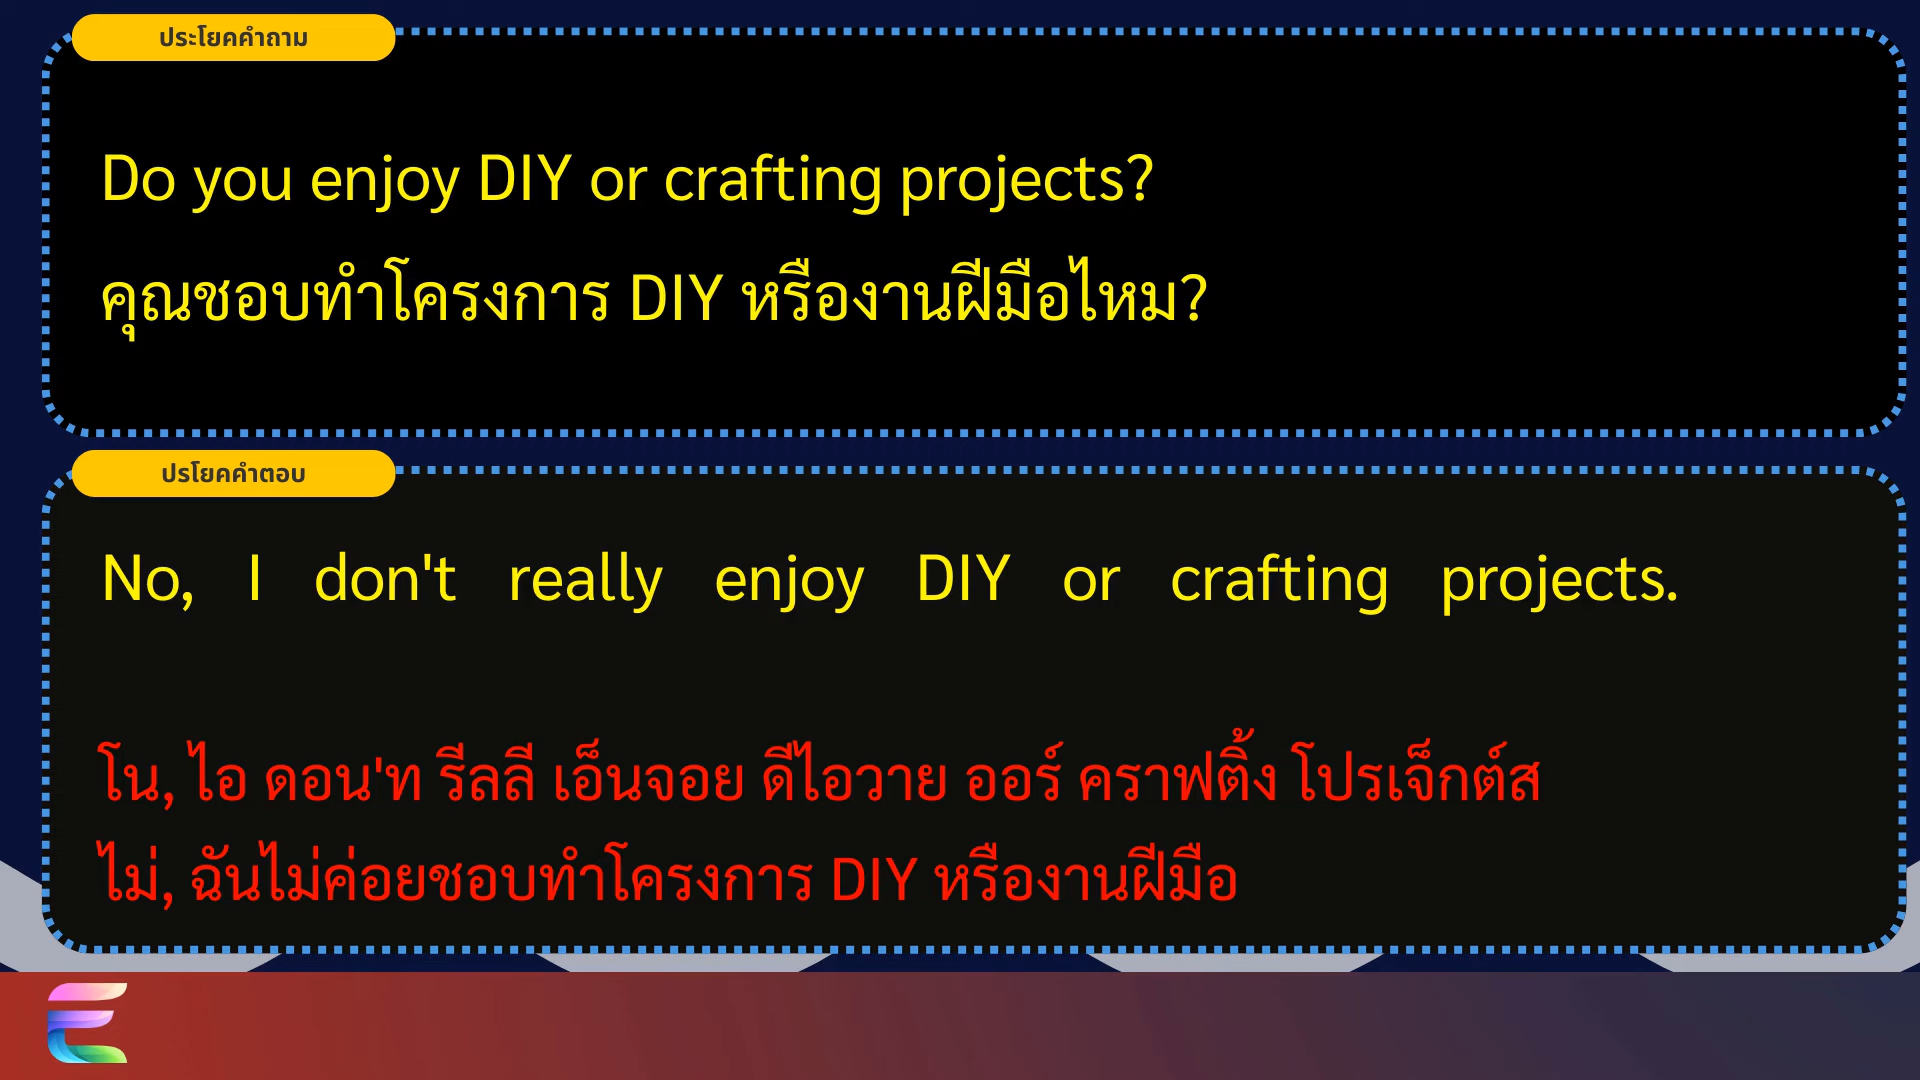 ประโยคคำถาม
Do you enjoy DIY or crafting projects?
คุณชอบทำโครงการ DIY หรืองานฝีมือไหม?
ปรโยคคำตอบ
No, I don't really enjoy DIY or crafting projects.
โน, ไอ ดอน'ท รีลลี เอ็นจอย ดีไอวาย ออร์ คราฟติ้ง โปรเจ็กต์ส
ไม่, ฉันไม่ค่อยชอบทำโครงการ DIY หรืองานฝีมือ